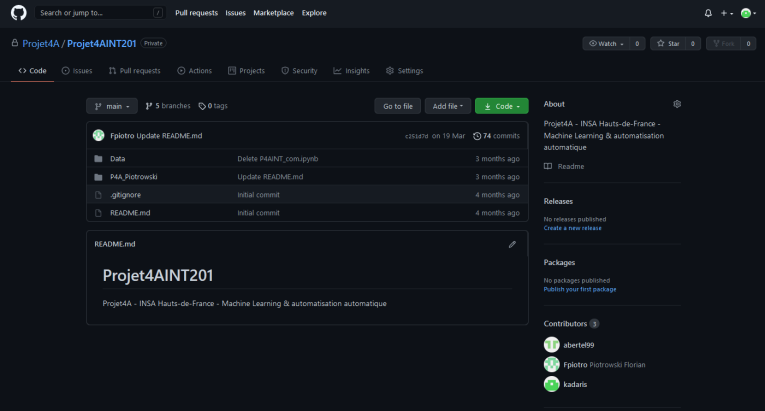 Search or jump to... /
Pull requests Issues Marketplace Explore
Projet4A / Projet4AINT201 Private
Watch 0 Star 0 Fork 0
Code Issues Pull requests Actions Projects Security Insights Settings
main 5 branches 0 tags Go to file Add file Code
Fpiotro Update README.md on 19 Mar 74 commits
Data Delete P4AINT_com.ipynb 3 months ago
P4A_Piotrowski Update README.md 3 months ago
.gitignore Initial commit 4 months ago
README.md Initial commit 4 months ago
README.md
Projet4AINT201
Projet4A - INSA Hauts-de-France - Machine Learning & automatisation automatique
About
Projet4A - INSA Hauts-de-France -
Machine Learning & automatisation
automatique
Readme
Releases
No releases published
Create a new release
Packages
No packages published
Publish your first package
Contributors 3
abertel99
Fpiotro Piotrowski Florian
kadaris